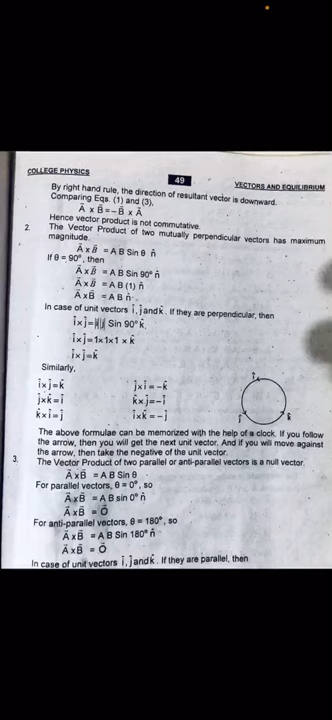 COLLEGE PHYSICS 49 VECTORS AND EQUILIBRIUM
By right hand rule, the direction of resultant vector is downward.
Comparing Eqs. (1) and (3),
A⃗ x B⃗ = – B⃗ x A⃗
Hence vector product is not commutative.
2. The Vector Product of two mutually perpendicular vectors has maximum
magnitude.
A⃗ x B⃗ = A B Sin θ n̂
If θ = 90°, then
A⃗ x B⃗ = A B Sin 90° n̂
A⃗ x B⃗ = A B (1) n̂
A⃗ x B⃗ = A B n̂.
In case of unit vectors î, ĵ and k̂. If they are perpendicular, then
î x ĵ = |î||ĵ| Sin 90° k̂
î x ĵ = 1x1x1 x k̂
î x ĵ = k̂
Similarly,
î x ĵ = k̂ ĵ x î = – k̂
ĵ x k̂ = î k̂ x ĵ = – î
k̂ x î = ĵ î x k̂ = – ĵ
î
ĵ k̂
The above formulae can be memorized with the help of a clock. If you follow
the arrow, then you will get the next unit vector. And if you will move against
the arrow, then take the negative of the unit vector.
3. The Vector Product of two parallel or anti-parallel vectors is a null vector.
A⃗ x B⃗ = A B Sin θ
For parallel vectors, θ = 0°, so
A⃗ x B⃗ = A B sin 0° n̂
A⃗ x B⃗ = O⃗
For anti-parallel vectors, θ = 180°, so
A⃗ x B⃗ = A B Sin 180° n̂
A⃗ x B⃗ = O⃗
In case of unit vectors î, ĵ and k̂. If they are parallel, then